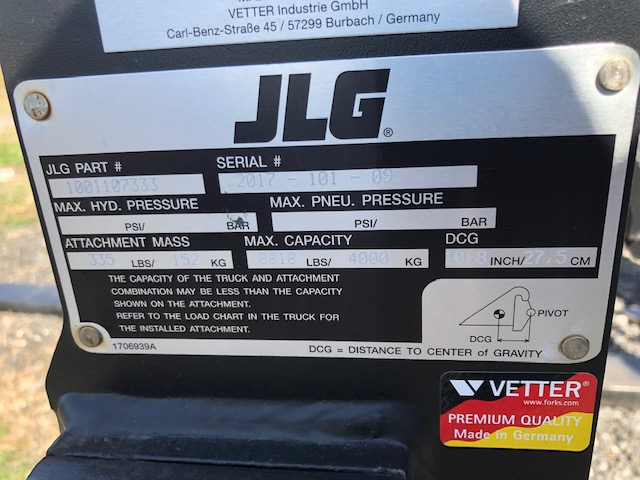 VETTER Industrie GmbH
Carl-Benz-Straße 45 / 57299 Burbach / Germany
JLG®
JLG PART # SERIAL #
1001107333 2017 - 101 - 09
MAX. HYD. PRESSURE MAX. PNEU. PRESSURE
PSI/ BAR PSI/ BAR
ATTACHMENT MASS MAX. CAPACITY DCG
335 LBS/ 152 KG 8818 LBS/ 4000 KG INCH/27.5 CM
THE CAPACITY OF THE TRUCK AND ATTACHMENT
COMBINATION MAY BE LESS THAN THE CAPACITY
SHOWN ON THE ATTACHMENT.
REFER TO THE LOAD CHART IN THE TRUCK FOR
THE INSTALLED ATTACHMENT.
PIVOT
DCG
1706939A
DCG = DISTANCE TO CENTER of GRAVITY
VETTER®
www.forks.com
PREMIUM QUALITY
Made in Germany